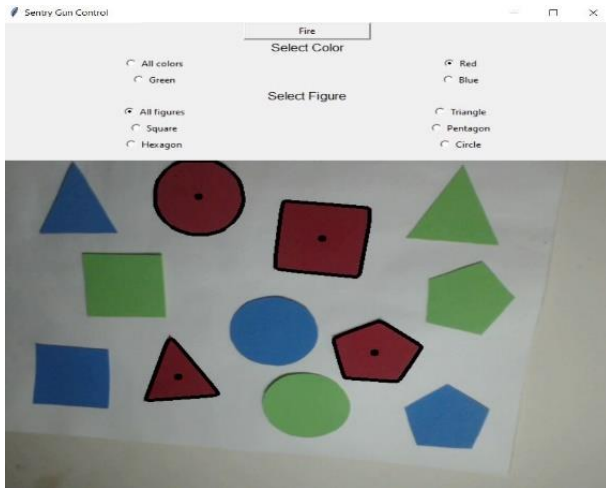 Sentry Gun Control
Fire
Select Color
All colors Red
Green Blue
Select Figure
All figures Triangle
Square Pentagon
Hexagon Circle